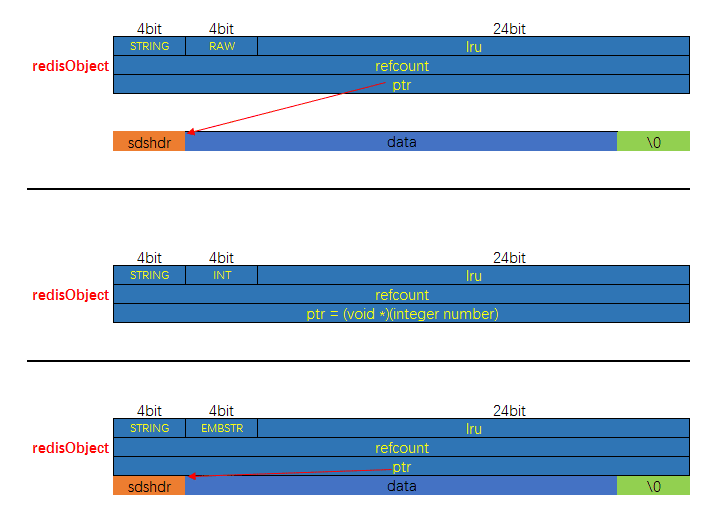 4bit 4bit 24bit
STRING RAW lru
redisObject refcount
ptr
sdshdr data \0
4bit 4bit 24bit
STRING INT lru
redisObject refcount
ptr = (void *)(integer number)
4bit 4bit 24bit
STRING EMBSTR lru
redisObject refcount
ptr
sdshdr data \0